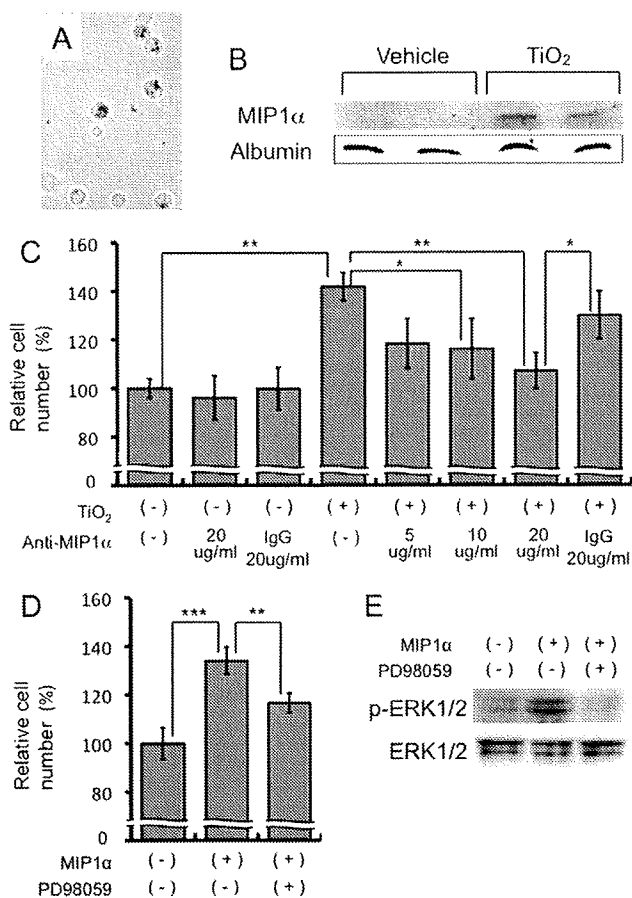 A
B
Vehicle TiO₂
MIP1α
Albumin
C
160
140
120
100
80
0
Relative cell
number (%)
** ** * *
TiO₂ (-) (-) (-) (+) (+) (+) (+) (+)
Anti-MIP1α (-) 20 ug/ml IgG 20ug/ml (-) 5 ug/ml 10 ug/ml 20 ug/ml IgG 20ug/ml
D
160
140
120
100
80
0
Relative cell
number (%)
*** **
MIP1α (-) (+) (+)
PD98059 (-) (-) (+)
E
MIP1α (-) (+) (+)
PD98059 (-) (-) (+)
p-ERK1/2
ERK1/2